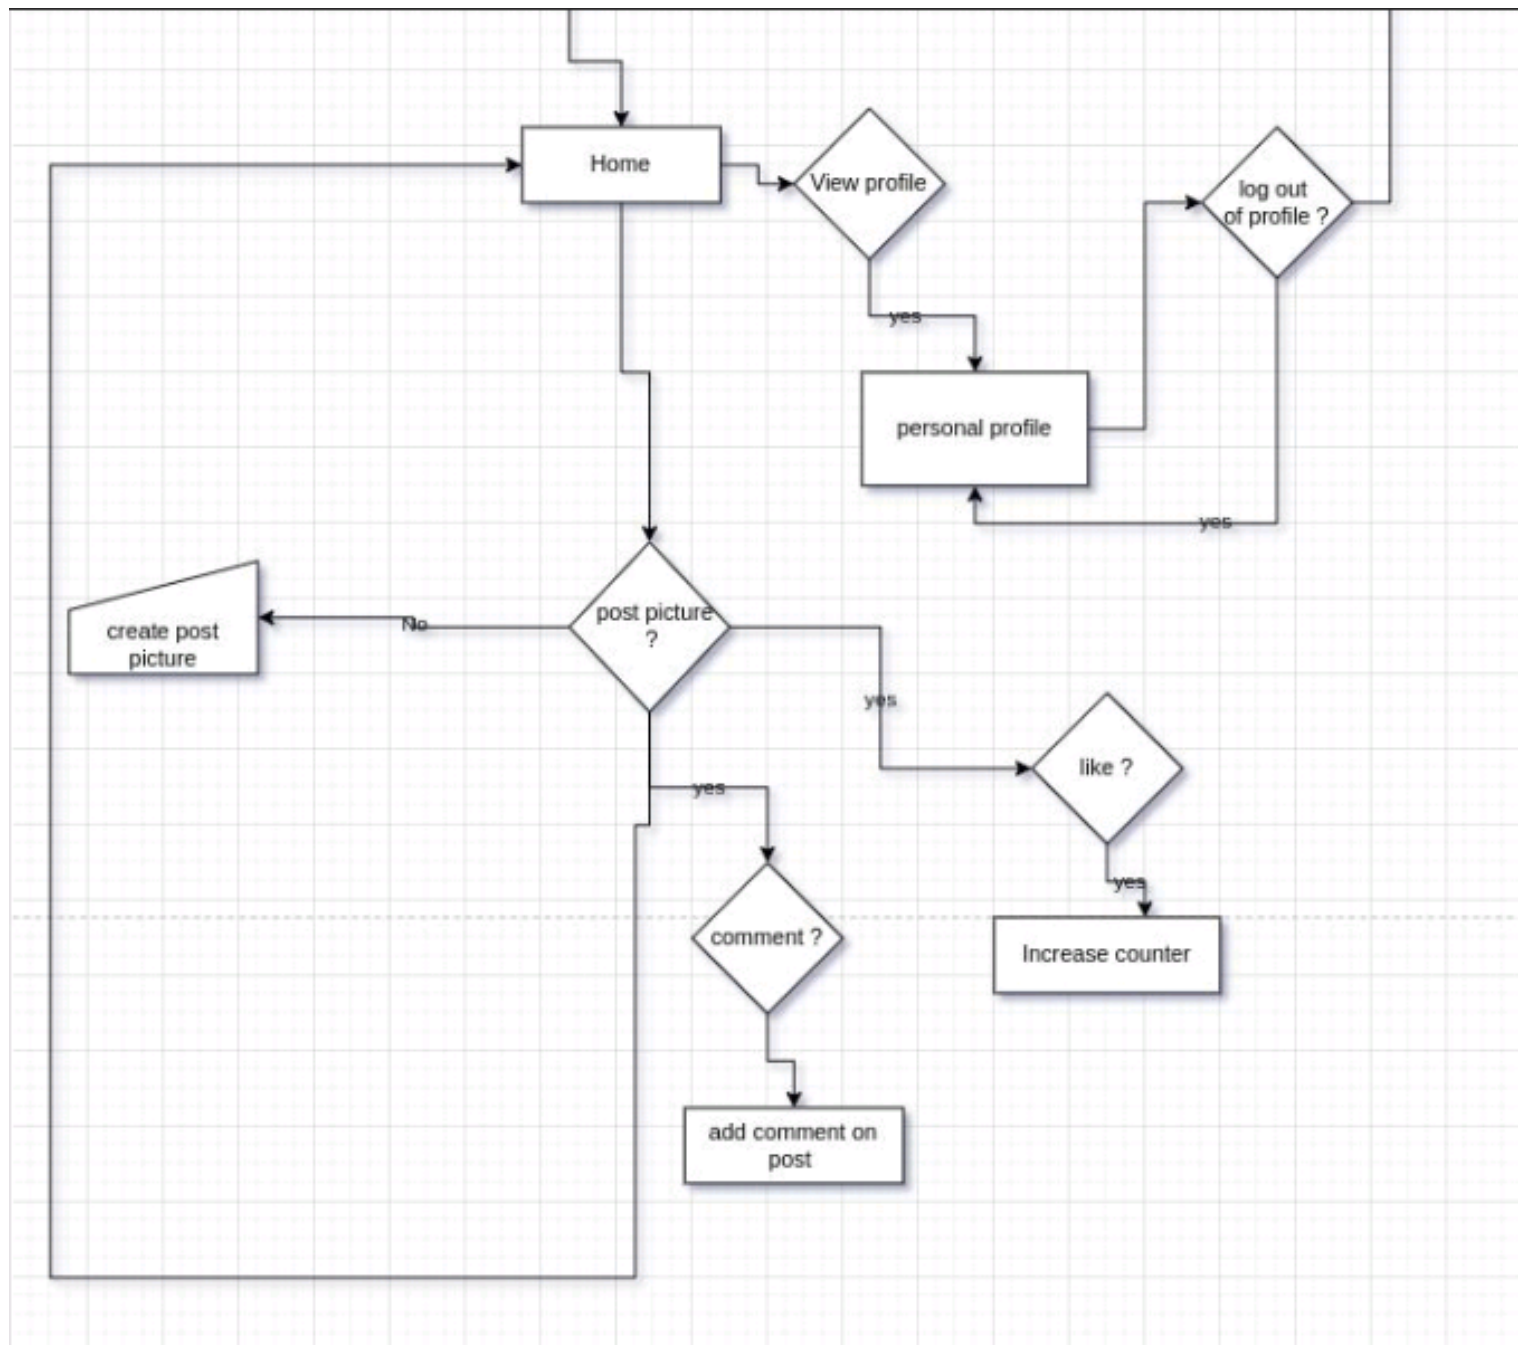 Home
View profile
log out
of profile ?
yes
personal profile
yes
post picture
?
No
create post
picture
yes
like ?
yes
yes
comment ?
Increase counter
add comment on
post